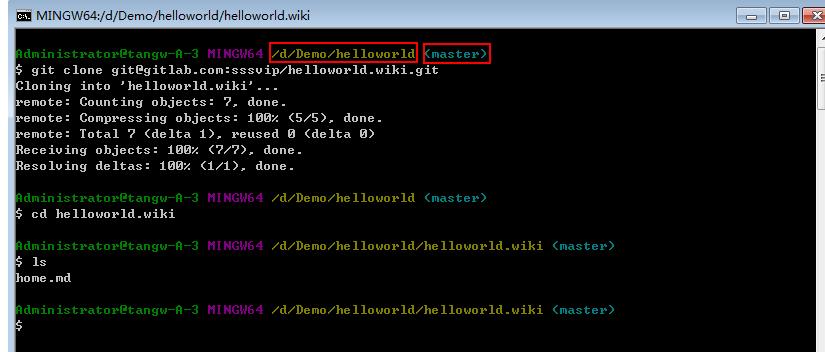 MINGW64:/d/Demo/helloworld/helloworld.wiki
Administrator@tangw-A-3 MINGW64 /d/Demo/helloworld (master)
$ git clone git@gitlab.com:sssvip/helloworld.wiki.git
Cloning into 'helloworld.wiki'...
remote: Counting objects: 7, done.
remote: Compressing objects: 100% (5/5), done.
remote: Total 7 (delta 1), reused 0 (delta 0)
Receiving objects: 100% (7/7), done.
Resolving deltas: 100% (1/1), done.
Administrator@tangw-A-3 MINGW64 /d/Demo/helloworld (master)
$ cd helloworld.wiki
Administrator@tangw-A-3 MINGW64 /d/Demo/helloworld/helloworld.wiki (master)
$ ls
home.md
Administrator@tangw-A-3 MINGW64 /d/Demo/helloworld/helloworld.wiki (master)
$